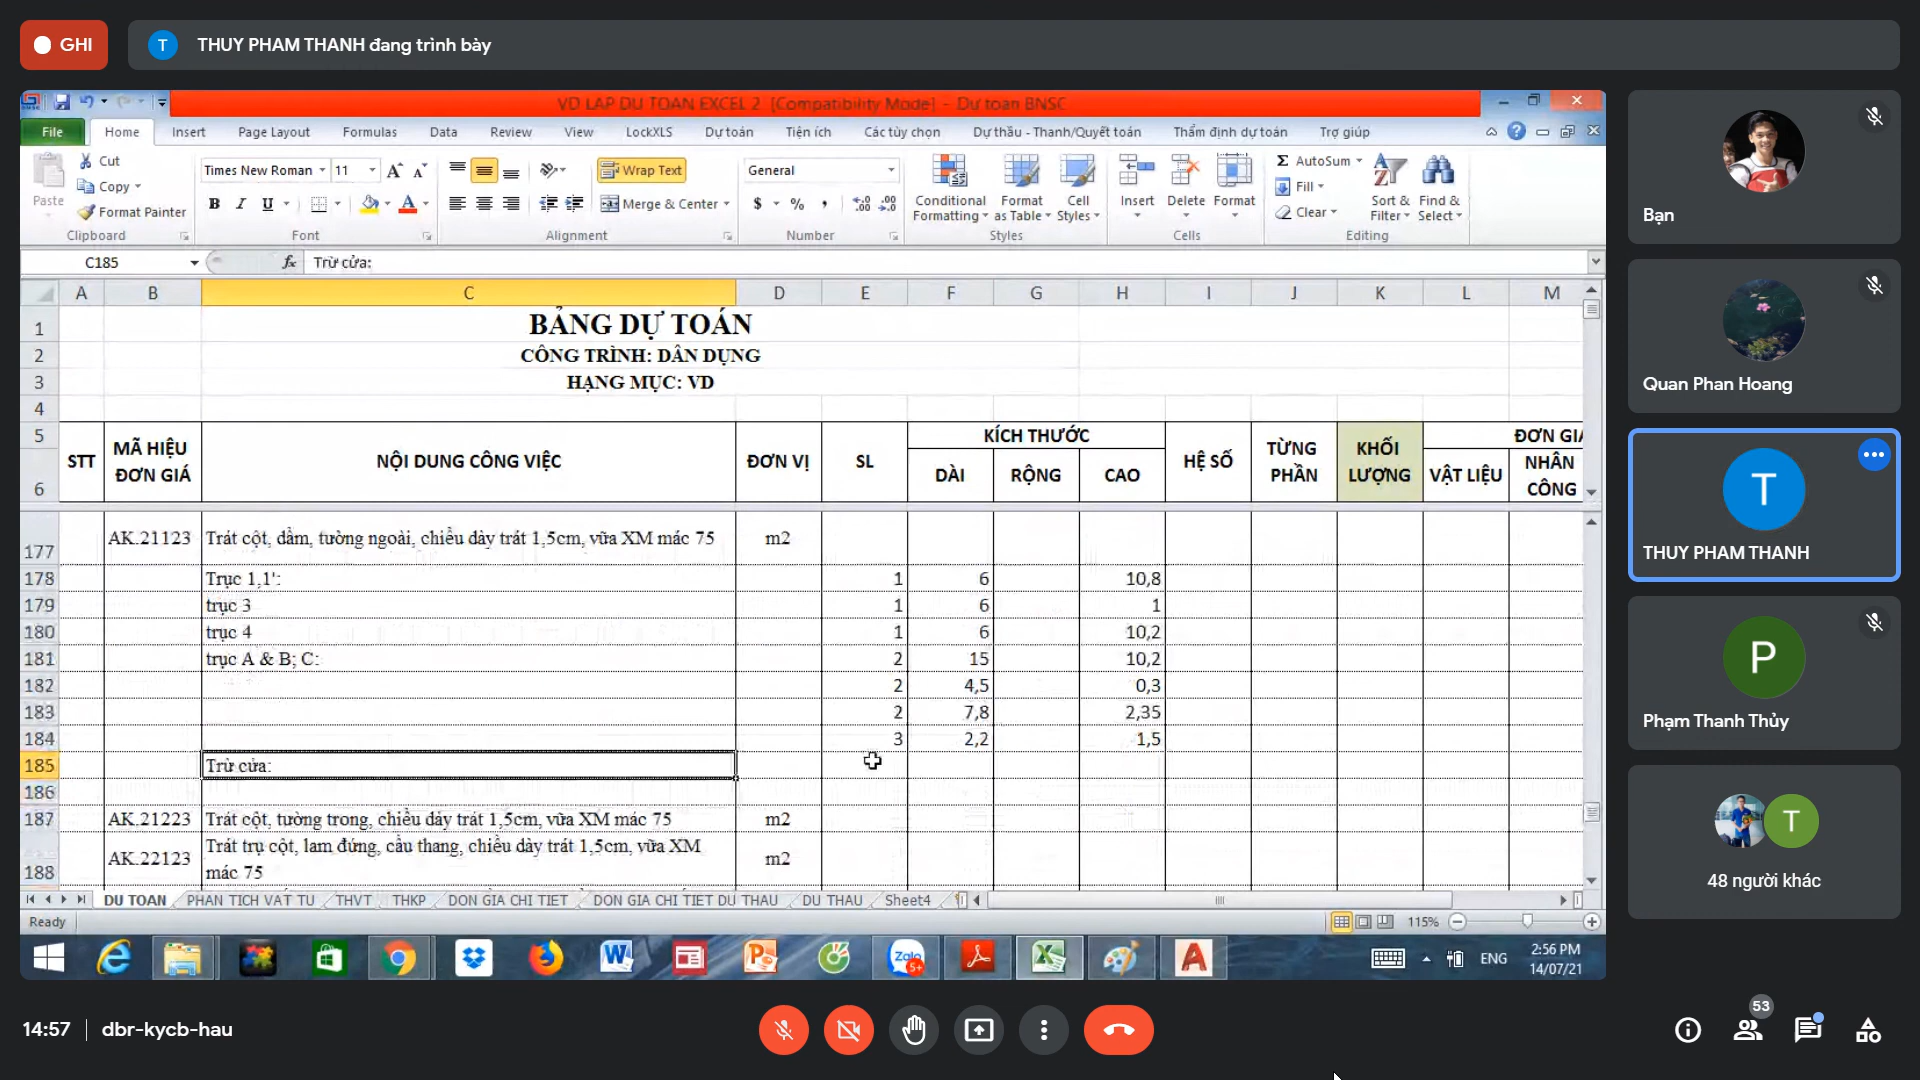 GHI
T THUY PHAM THANH đang trình bày
VD LAP DU TOAN EXCEL 2 [Compatibility Mode] - Dự toán BNSC
File Home Insert Page Layout Formulas Data Review View LockXLS Dự toán Tiện ích Các tùy chọn Dự thầu - Thanh/Quyết toán Thẩm định dự toán Trợ giúp
Paste
Cut
Copy
Format Painter
Clipboard
Times New Roman 11
B I U
Font
Wrap Text
Merge & Center
Alignment
General
$ % ,
Number
Conditional Formatting
Format as Table
Cell Styles
Styles
Insert Delete Format
Cells
Σ AutoSum
Fill
Clear
Sort & Filter
Find & Select
Editing
C185 fx Trừ cửa:
A B C D E F G H I J K L M
1 BẢNG DỰ TOÁN
2 CÔNG TRÌNH: DÂN DỤNG
3 HẠNG MỤC: VD
4
5 STT MÃ HIỆU ĐƠN GIÁ NỘI DUNG CÔNG VIỆC ĐƠN VỊ SL KÍCH THƯỚC HỆ SỐ TỪNG PHẦN KHỐI LƯỢNG ĐƠN GIÁ
6 DÀI RỘNG CAO VẬT LIỆU NHÂN CÔNG
177 AK.21123 Trát cột, dầm, tường ngoài, chiều dày trát 1,5cm, vữa XM mác 75 m2
178 Trục 1,1': 1 6 10,8
179 trục 3 1 6 1
180 trục 4 1 6 10,2
181 trục A & B; C: 2 15 10,2
182 2 4,5 0,3
183 2 7,8 2,35
184 3 2,2 1,5
185 Trừ cửa:
186
187 AK.21223 Trát cột, tường trong, chiều dáy trát 1,5cm, vữa XM mác 75 m2
188 AK.22123 Trát trụ cột, lam đứng, cầu thang, chiều dày trát 1,5cm, vữa XM mác 75 m2
DU TOAN PHAN TICH VAT TU THVT THKP DON GIA CHI TIET DON GIA CHI TIET DU THAU DU THAU Sheet4
Ready 115%
Zalo 5+
ENG
2:56 PM
14/07/21
Bạn
Quan Phan Hoang
T
THUY PHAM THANH
P
Phạm Thanh Thủy
T
48 người khác
14:57 dbr-kycb-hau
53